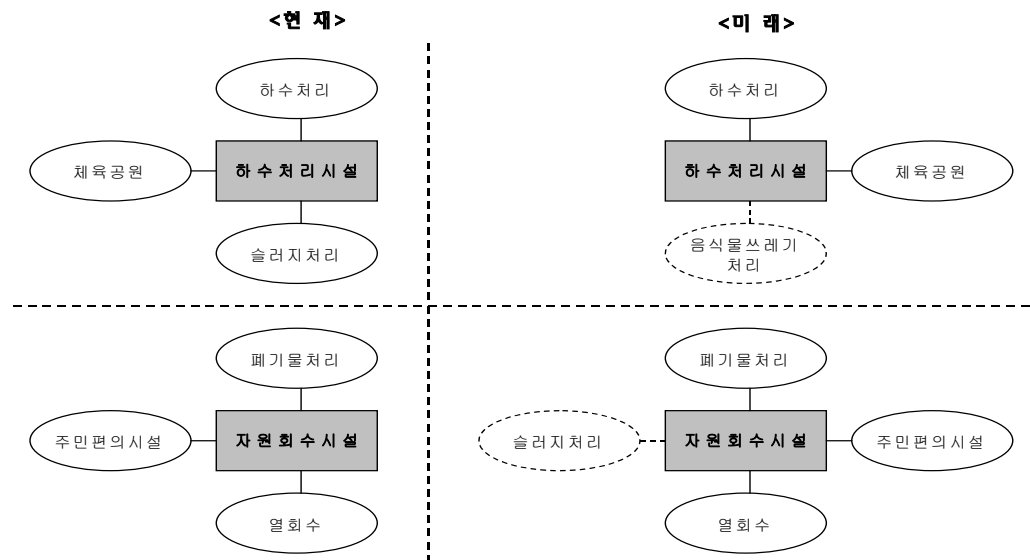 <현 재>
<미 래>
하수처리
체육공원
하수처리시설
슬러지처리
하수처리
하수처리시설
체육공원
음식물쓰레기
처리
폐기물처리
주민편의시설
자원회수시설
열회수
폐기물처리
슬러지처리
자원회수시설
주민편의시설
열회수